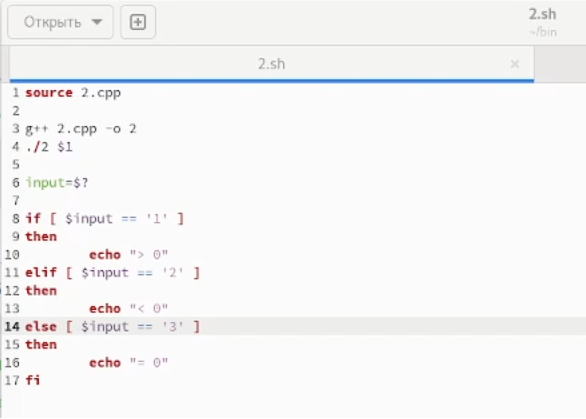 Открыть
2.sh
~/bin
2.sh
1 source 2.cpp
2
3 g++ 2.cpp -o 2
4 ./2 $1
5
6 input=$?
7
8 if [ $input == '1' ]
9 then
10 echo "> 0"
11 elif [ $input == '2' ]
12 then
13 echo "< 0"
14 else [ $input == '3' ]
15 then
16 echo "= 0"
17 fi